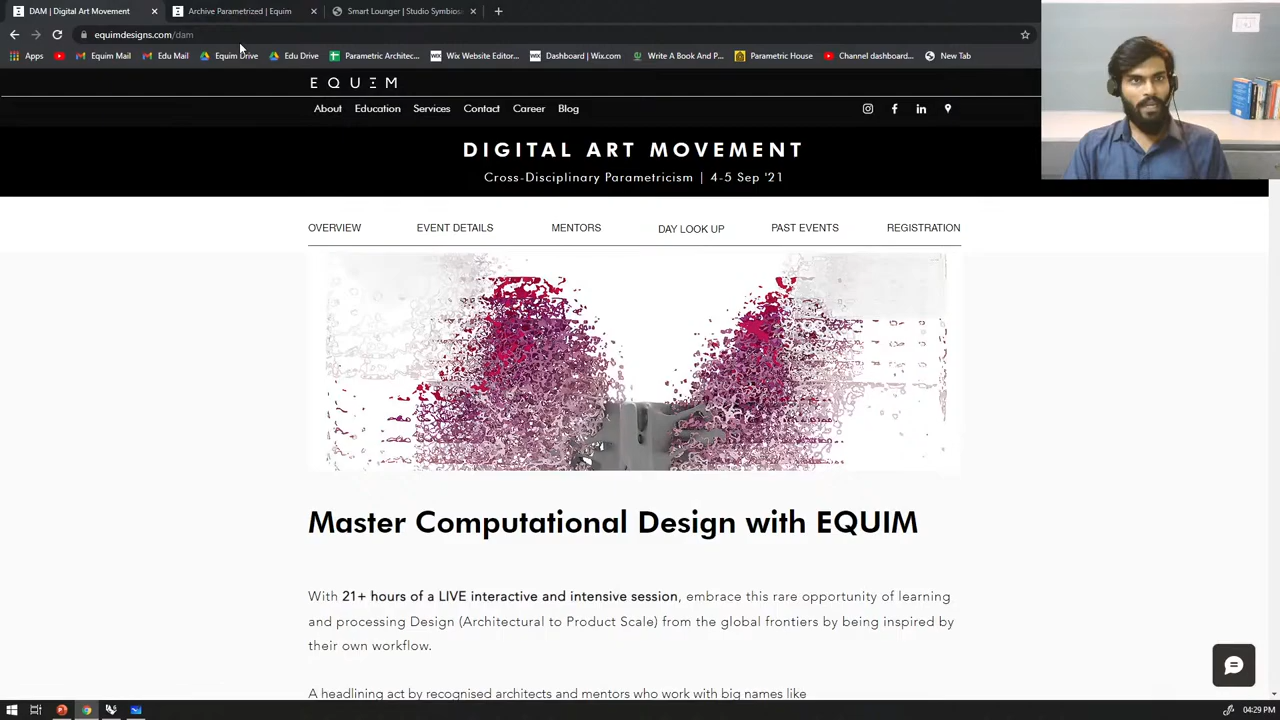 DAM | Digital Art Movement
Archive Parametrized | Equim
Smart Lounger | Studio Symbios
equimdesigns.com/dam
Apps
Equim Mail
Edu Mail
Equim Drive
Edu Drive
Parametric Architec...
Wix Website Editor...
Dashboard | Wix.com
Write A Book And P...
Parametric House
Channel dashboard...
New Tab
EQUIM
About Education Services Contact Career Blog
DIGITAL ART MOVEMENT
Cross-Disciplinary Parametricism | 4-5 Sep '21
OVERVIEW EVENT DETAILS MENTORS DAY LOOK UP PAST EVENTS REGISTRATION
Master Computational Design with EQUIM
With 21+ hours of a LIVE interactive and intensive session, embrace this rare opportunity of learning
and processing Design (Architectural to Product Scale) from the global frontiers by being inspired by
their own workflow.
A headlining act by recognised architects and mentors who work with big names like
04:29 PM